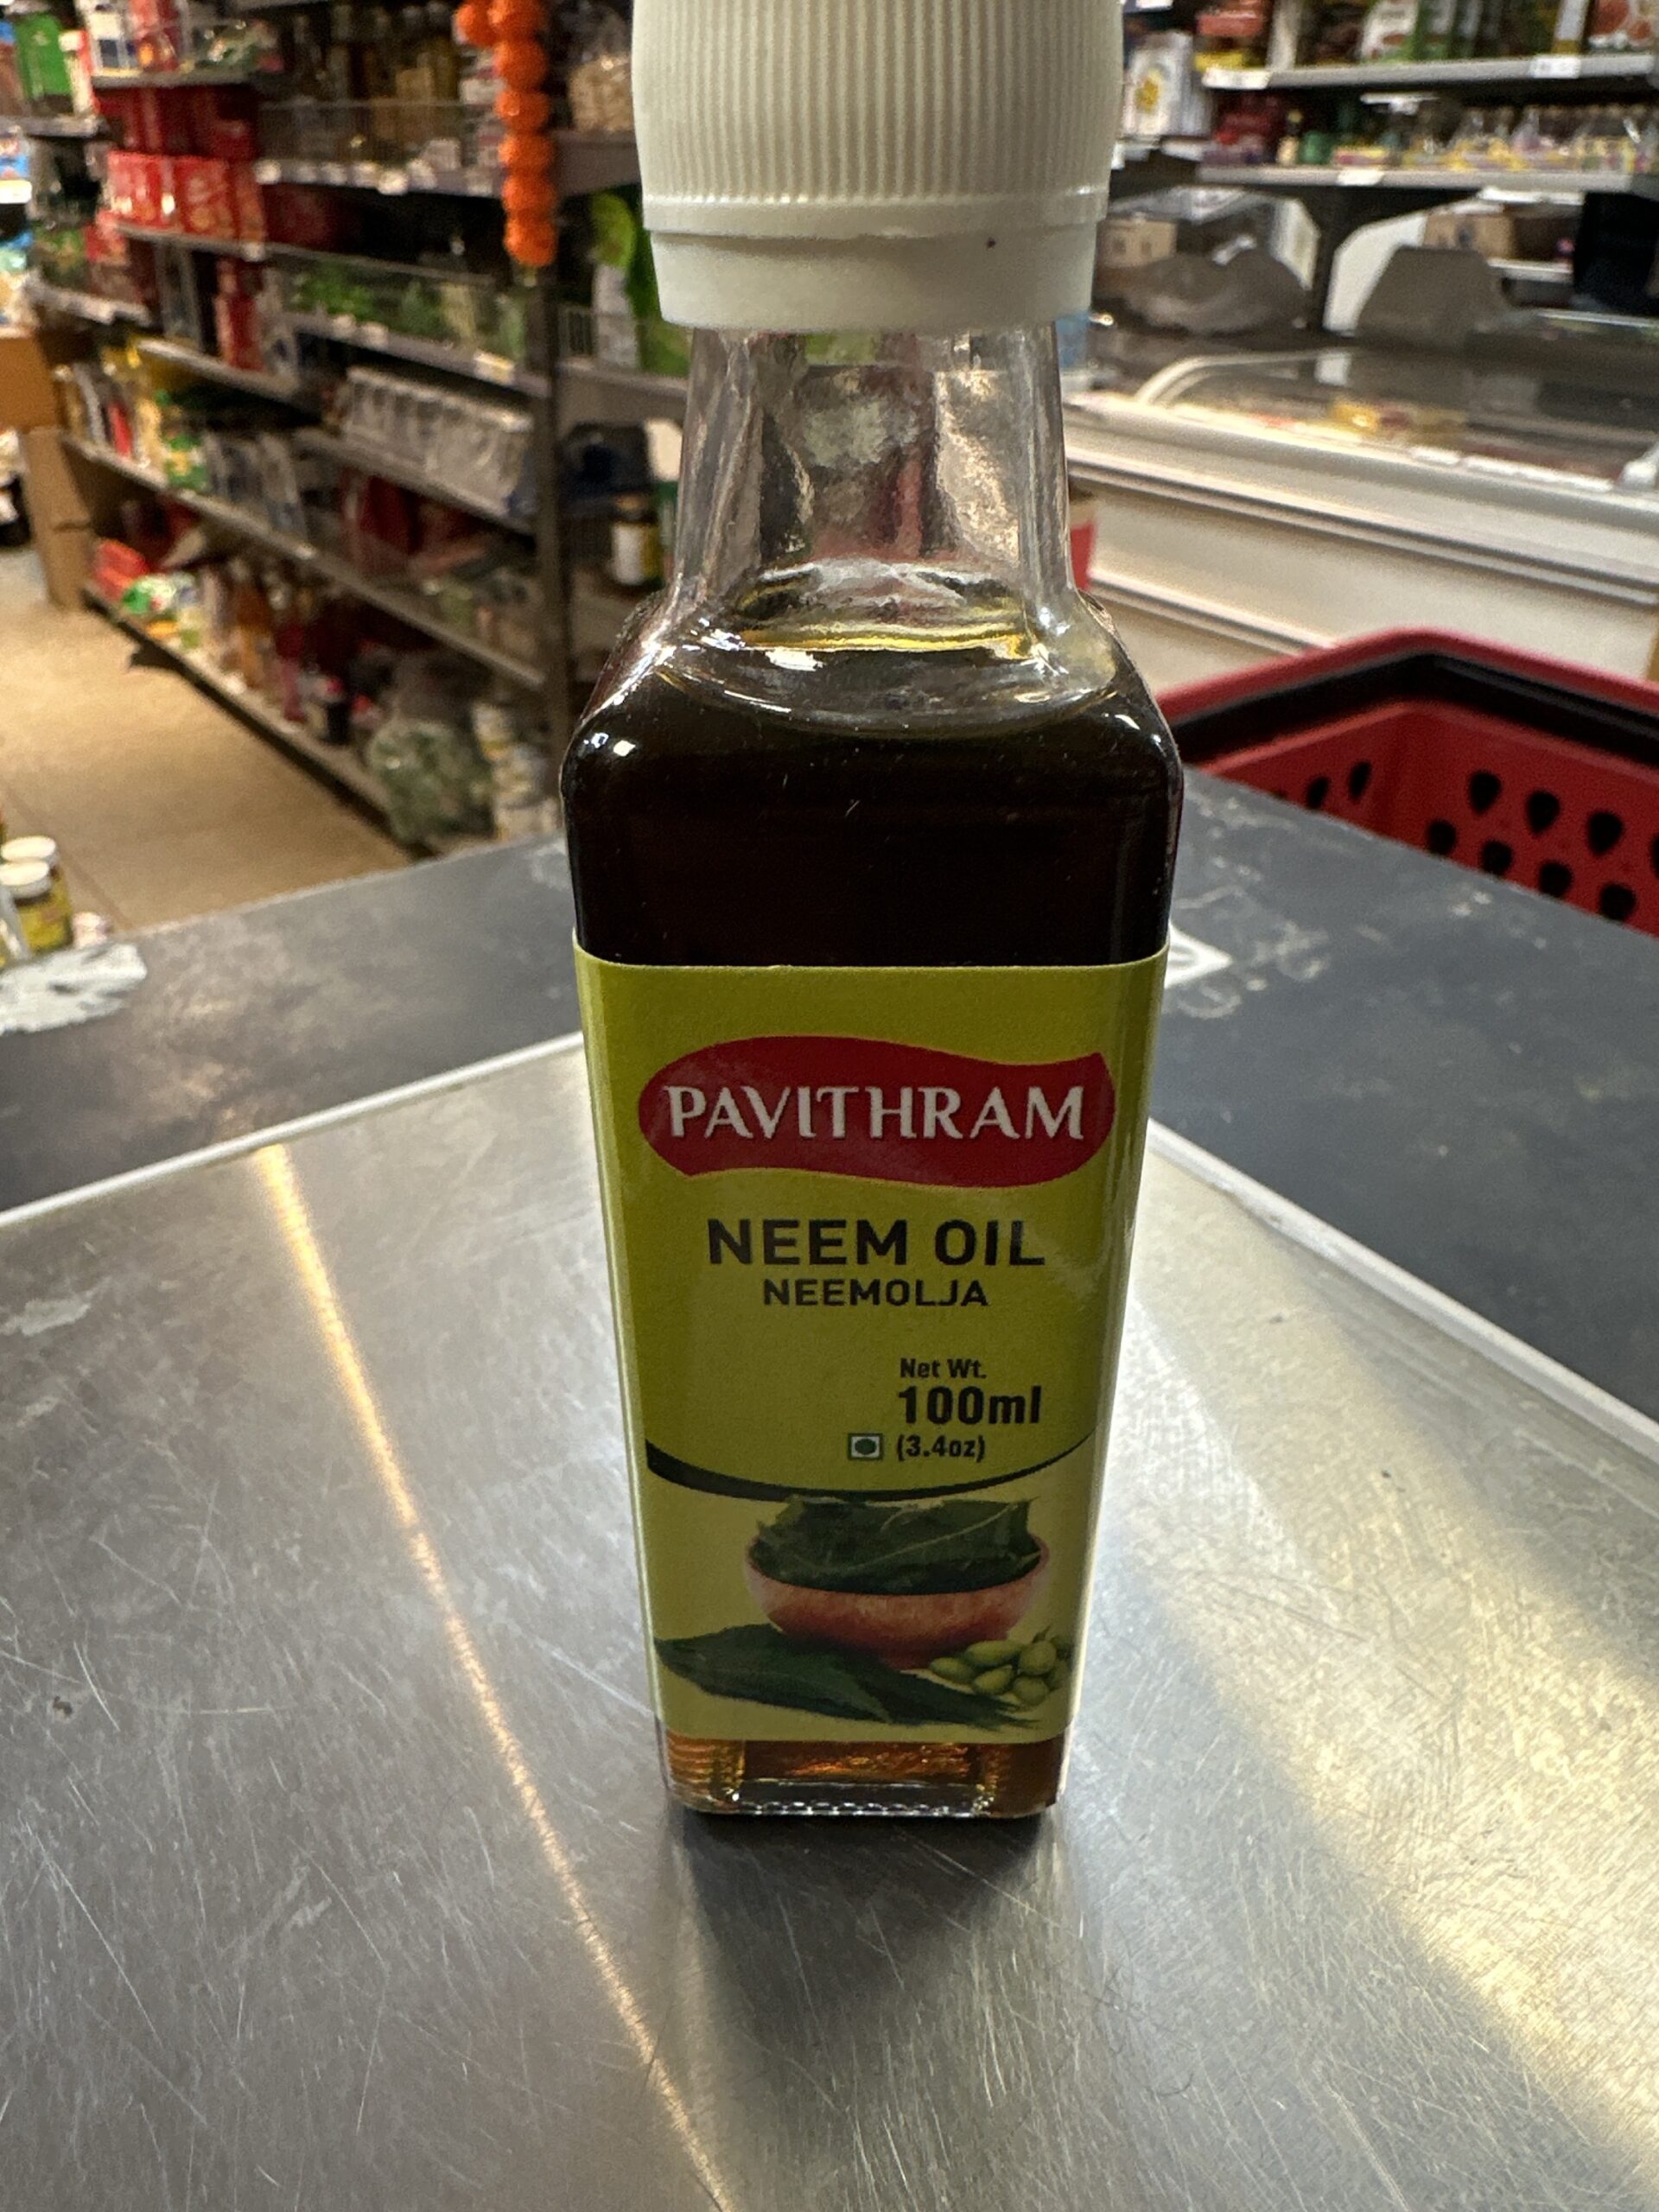 PAVITHRAM
NEEM OIL
NEEMOLJA
Net Wt.
100ml
(3.4oz)